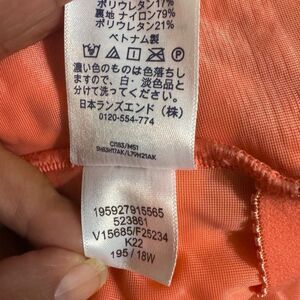 ポリウレタン17%
裏地 ナイロン79%
ポリウレタン21%
ベトナム製
濃い色のものは色落ちし
ますので、白・淡色品と
分けて洗ってください。
日本ランズエンド(株)
0120-554-774
195927915565
523861
V15685/F25234
K22
195 / 18W